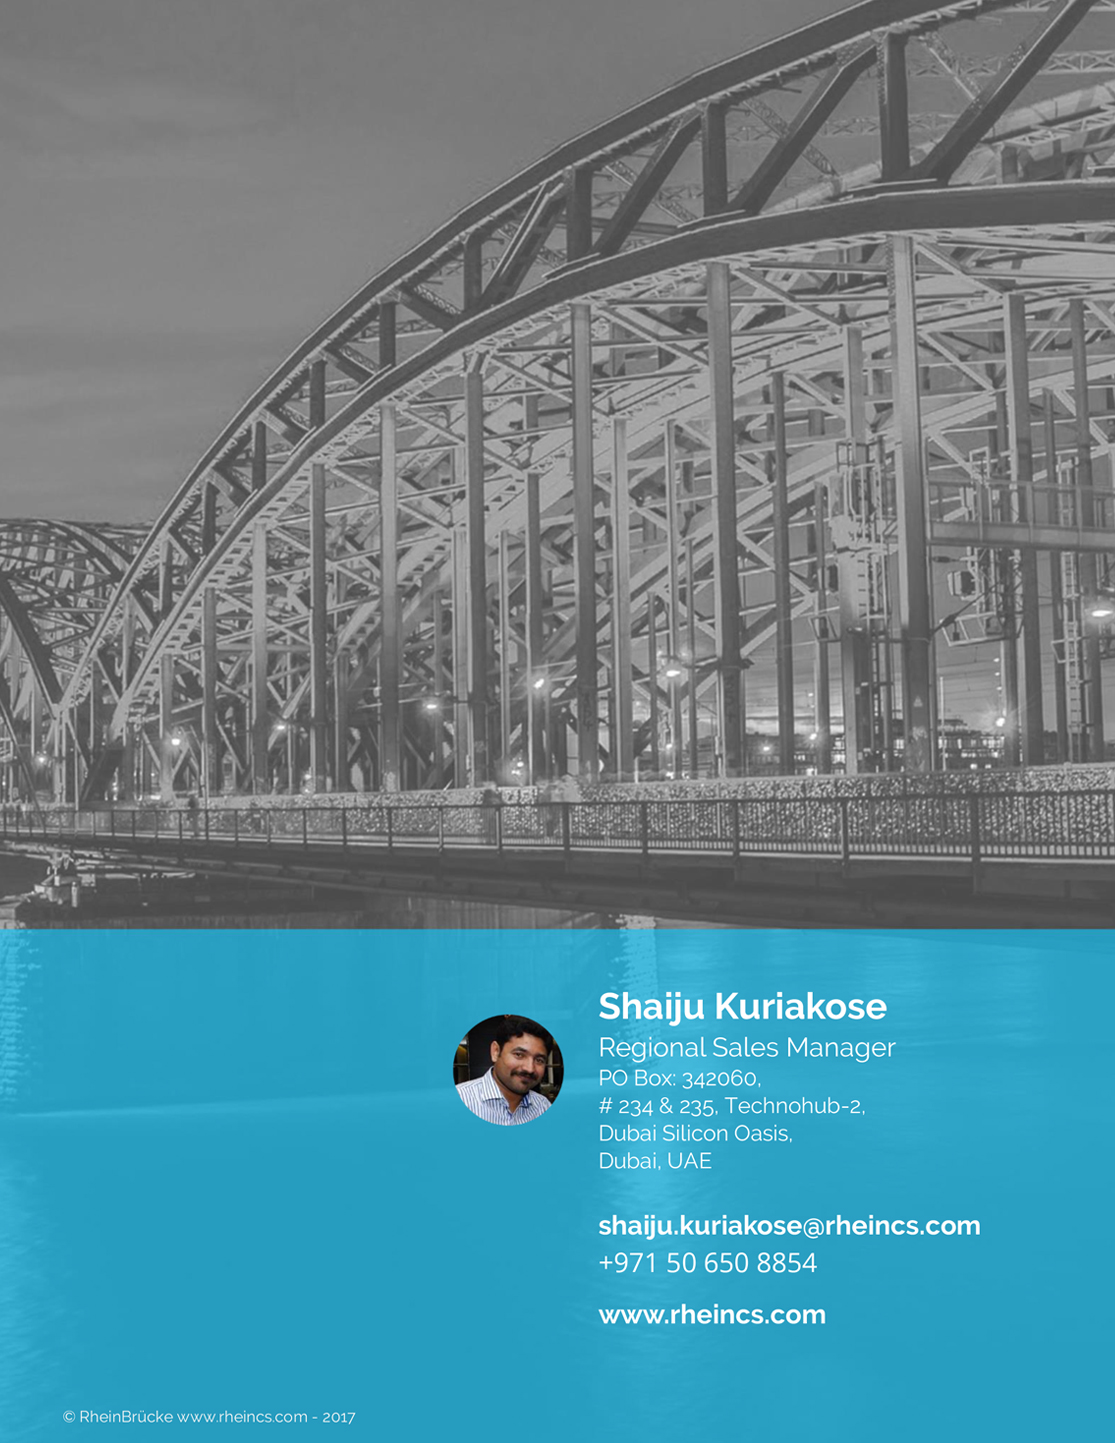 Shaiju Kuriakose
Regional Sales Manager
PO Box: 342060,
# 234 & 235, Technohub-2,
Dubai Silicon Oasis,
Dubai, UAE
shaiju.kuriakose@rheincs.com
+971 50 650 8854
www.rheincs.com
© RheinBrücke www.rheincs.com - 2017